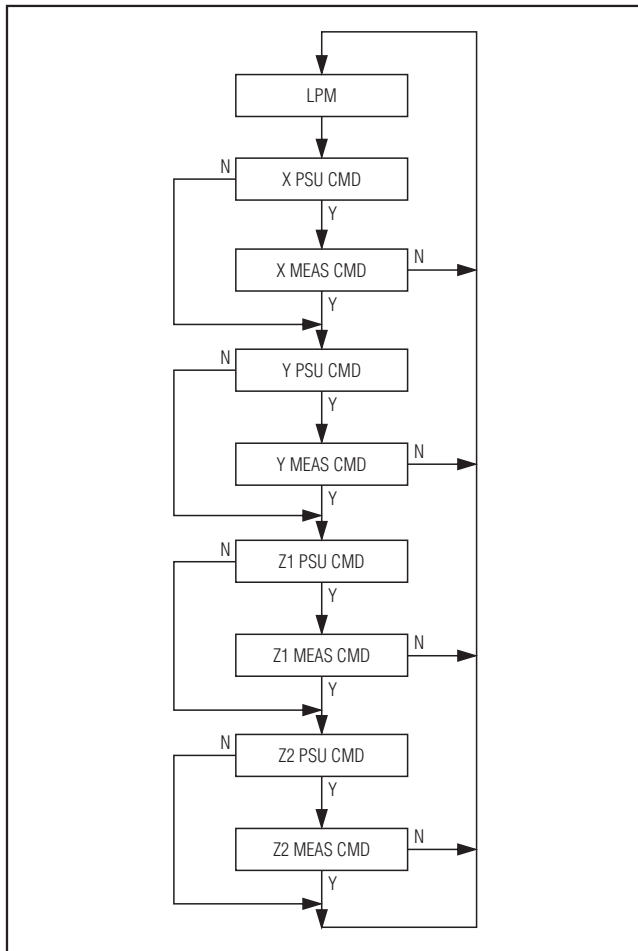 LPM
N
X PSU CMD
Y
X MEAS CMD
N
Y
N
Y PSU CMD
Y
Y MEAS CMD
N
Y
N
Z1 PSU CMD
Y
Z1 MEAS CMD
N
Y
N
Z2 PSU CMD
Y
Z2 MEAS CMD
N
Y